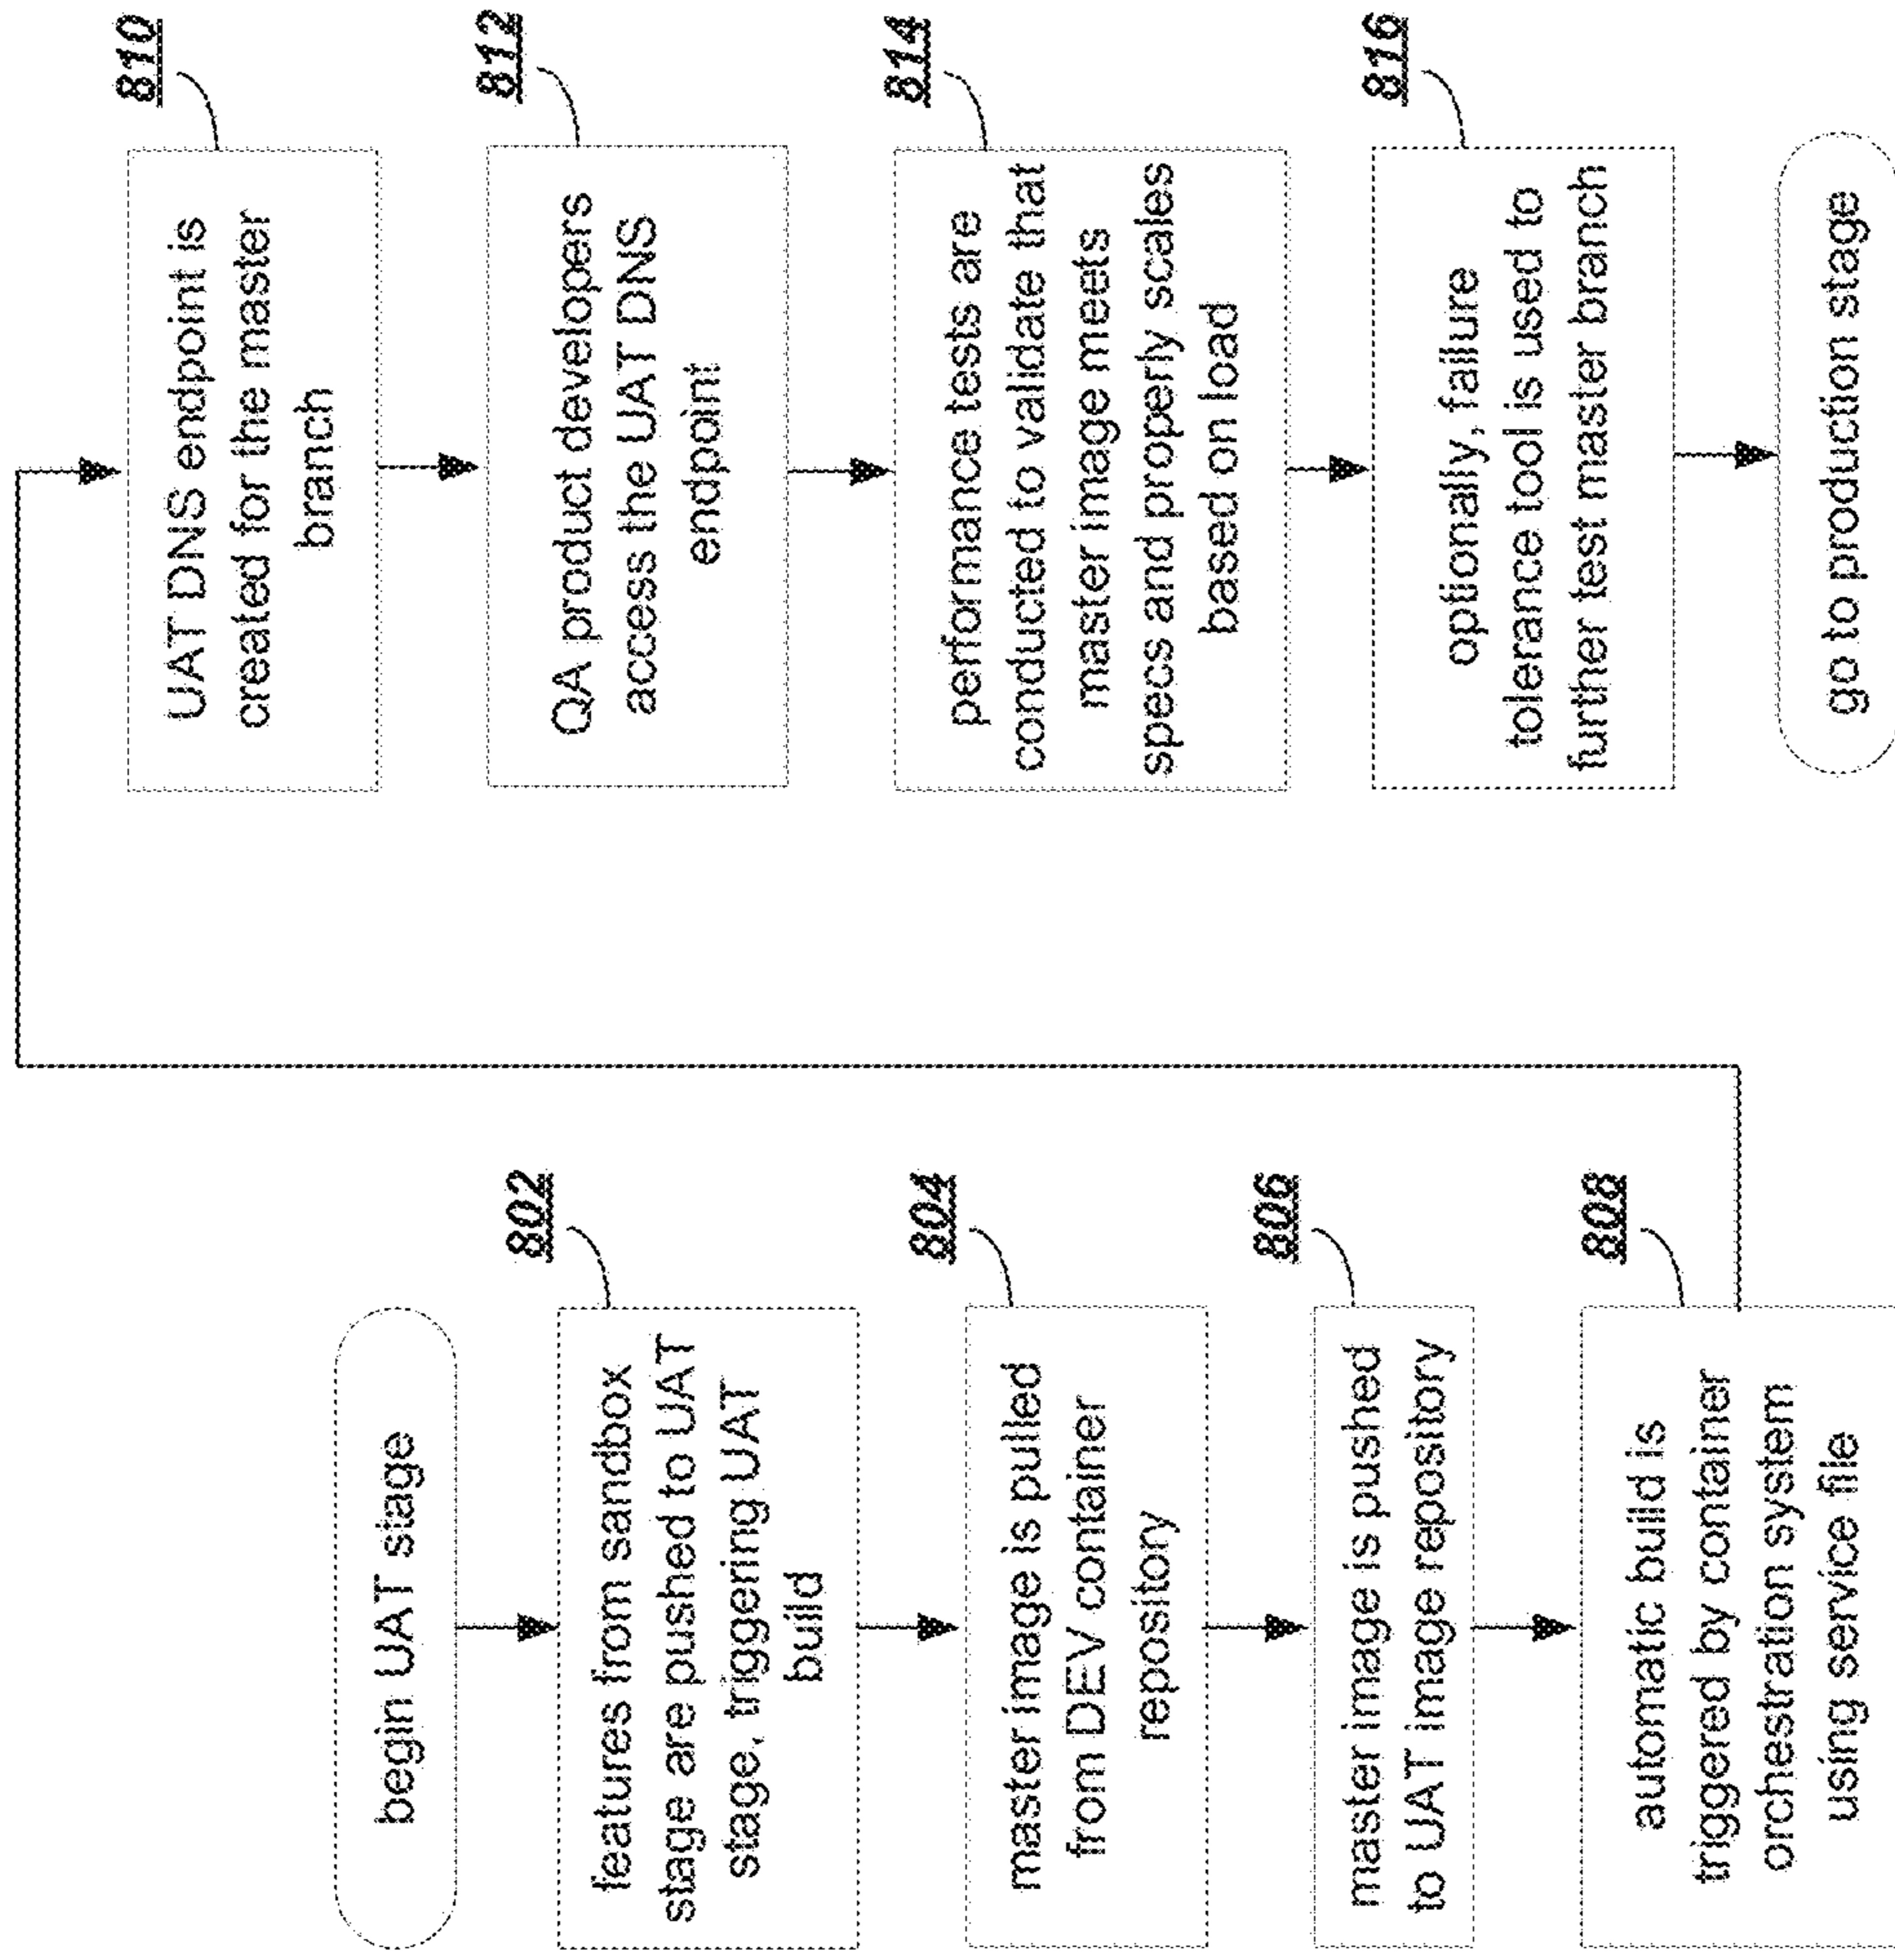 begin UAT stage
802
features from sandbox
stage are pushed to UAT
stage, triggering UAT
build
804
master image is pulled
from DEV container
repository
806
master image is pushed
to UAT image repository
808
automatic build is
triggered by container
orchestration system
using service file
810
UAT DNS endpoint is
created for the master
branch
812
QA product developers
access the UAT DNS
endpoint
814
performance tests are
conducted to validate that
master image meets
specs and properly scales
based on load
816
optionally, failure
tolerance tool is used to
further test master branch
go to production stage